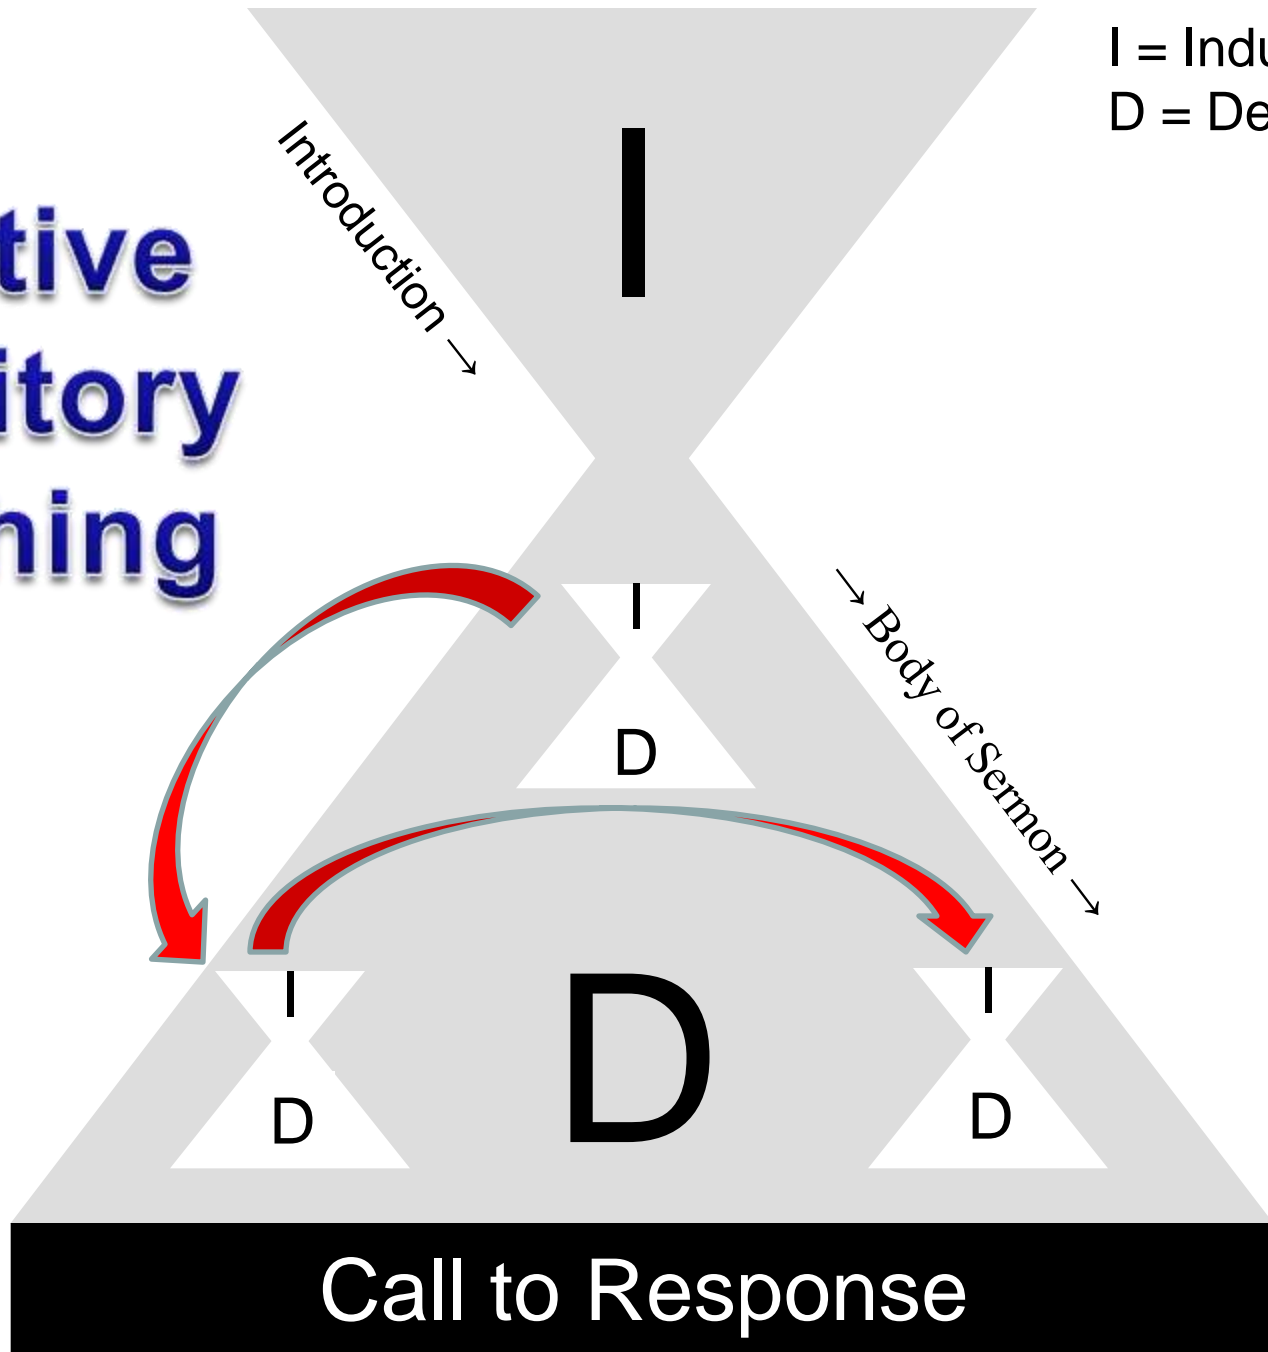 I = Indu
D = De
I
Introduction →
tive
itory
hing
I
D
→ Body of Sermon →
I
D
D
I
D
Call to Response